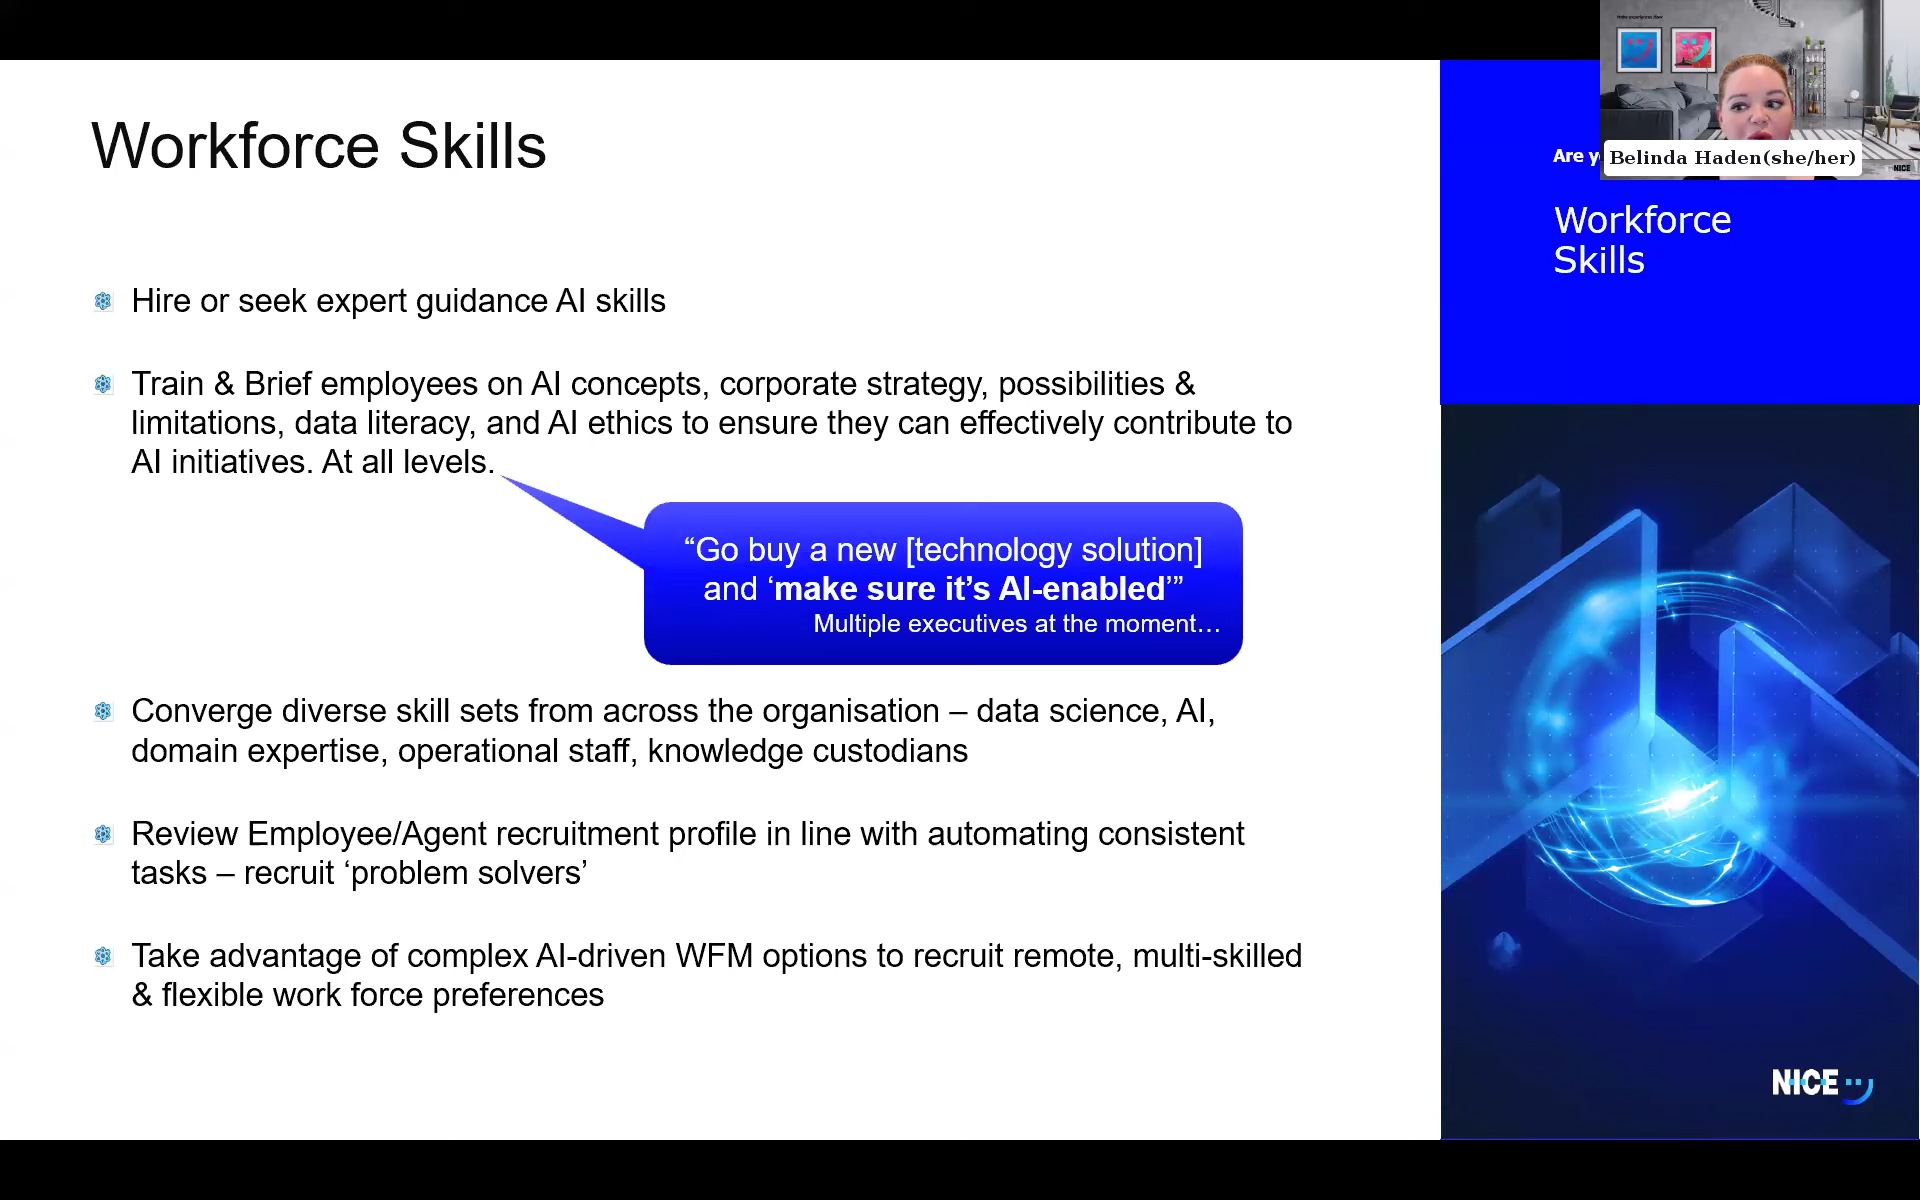 Workforce Skills
Hire or seek expert guidance AI skills
Train & Brief employees on AI concepts, corporate strategy, possibilities &
limitations, data literacy, and AI ethics to ensure they can effectively contribute to
AI initiatives. At all levels.
“Go buy a new [technology solution]
and ‘make sure it’s AI-enabled’”
Multiple executives at the moment…
Converge diverse skill sets from across the organisation – data science, AI,
domain expertise, operational staff, knowledge custodians
Review Employee/Agent recruitment profile in line with automating consistent
tasks – recruit ‘problem solvers’
Take advantage of complex AI-driven WFM options to recruit remote, multi-skilled
& flexible work force preferences
Belinda Haden(she/her)
NICE
Are
Workforce
Skills
NICE